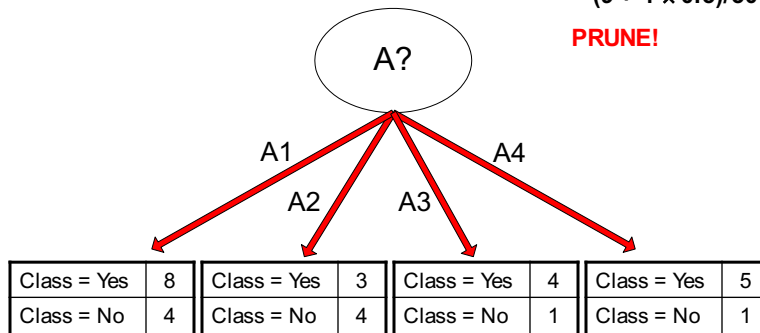 PRUNE!
A?
A1
A4
A2
A3
Class = Yes 8
Class = No 4
Class = Yes 3
Class = No 4
Class = Yes 4
Class = No 1
Class = Yes 5
Class = No 1